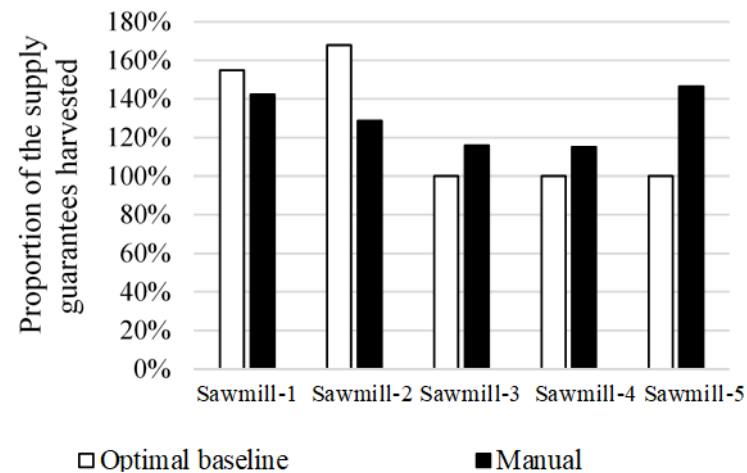 Proportion of the supply
guarantees harvested
180%
160%
140%
120%
100%
80%
60%
40%
20%
0%
Sawmill-1 Sawmill-2 Sawmill-3 Sawmill-4 Sawmill-5
Optimal baseline Manual